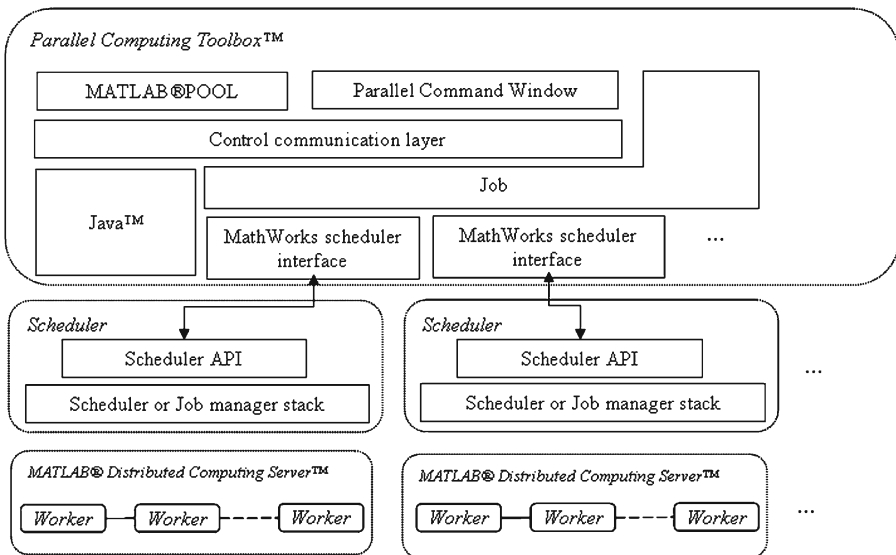 Parallel Computing Toolbox™
MATLAB®POOL
Parallel Command Window
Control communication layer
Job
Java™
MathWorks scheduler
interface
MathWorks scheduler
interface
...
Scheduler
Scheduler API
Scheduler or Job manager stack
Scheduler
Scheduler API
Scheduler or Job manager stack
...
MATLAB® Distributed Computing Server™
Worker
Worker
Worker
MATLAB® Distributed Computing Server™
Worker
Worker
Worker
...